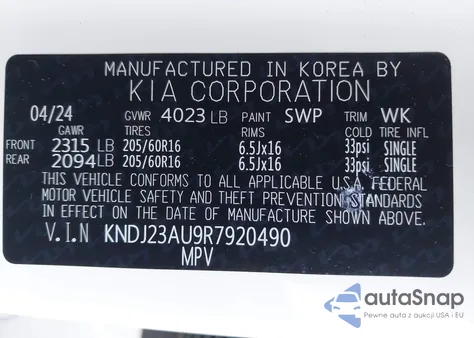 MANUFACTURED IN KOREA BY
KIA CORPORATION
04/24 GVWR 4023 LB PAINT SWP TRIM WK
GAWR TIRES RIMS COLD TIRE INFL
FRONT 2315 LB 205/60R16 6.5Jx16 33psi SINGLE
REAR 2094 LB 205/60R16 6.5Jx16 33psi SINGLE
THIS VEHICLE CONFORMS TO ALL APPLICABLE U.S.A. FEDERAL
MOTOR VEHICLE SAFETY AND THEFT PREVENTION STANDARDS
IN EFFECT ON THE DATE OF MANUFACTURE SHOWN ABOVE.
V.I.N KNDJ23AU9R7920490
MPV
autoSnap
Pewne auta z aukcji USA i EU